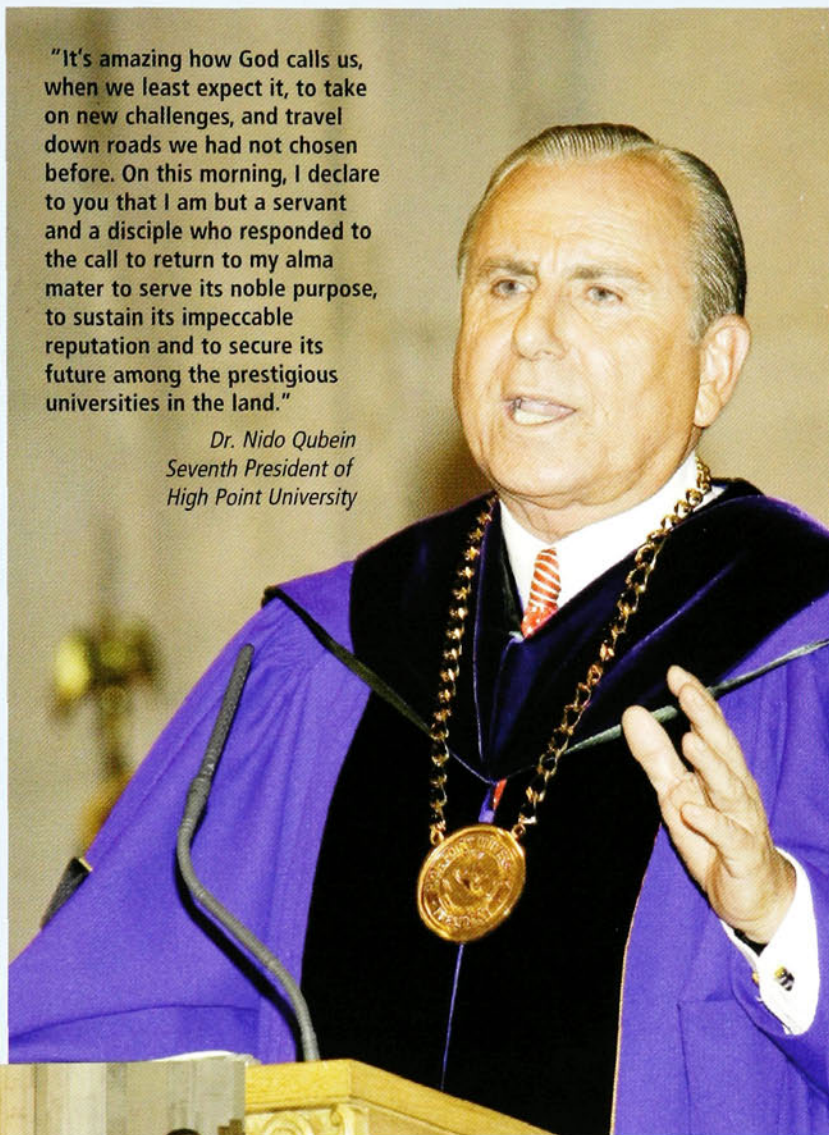 "It's amazing how God calls us,
when we least expect it, to take
on new challenges, and travel
down roads we had not chosen
before. On this morning, I declare
to you that I am but a servant
and a disciple who responded to
the call to return to my alma
mater to serve its noble purpose,
to sustain its impeccable
reputation and to secure its
future among the prestigious
universities in the land."
Dr. Nido Qubein
Seventh President of
High Point University